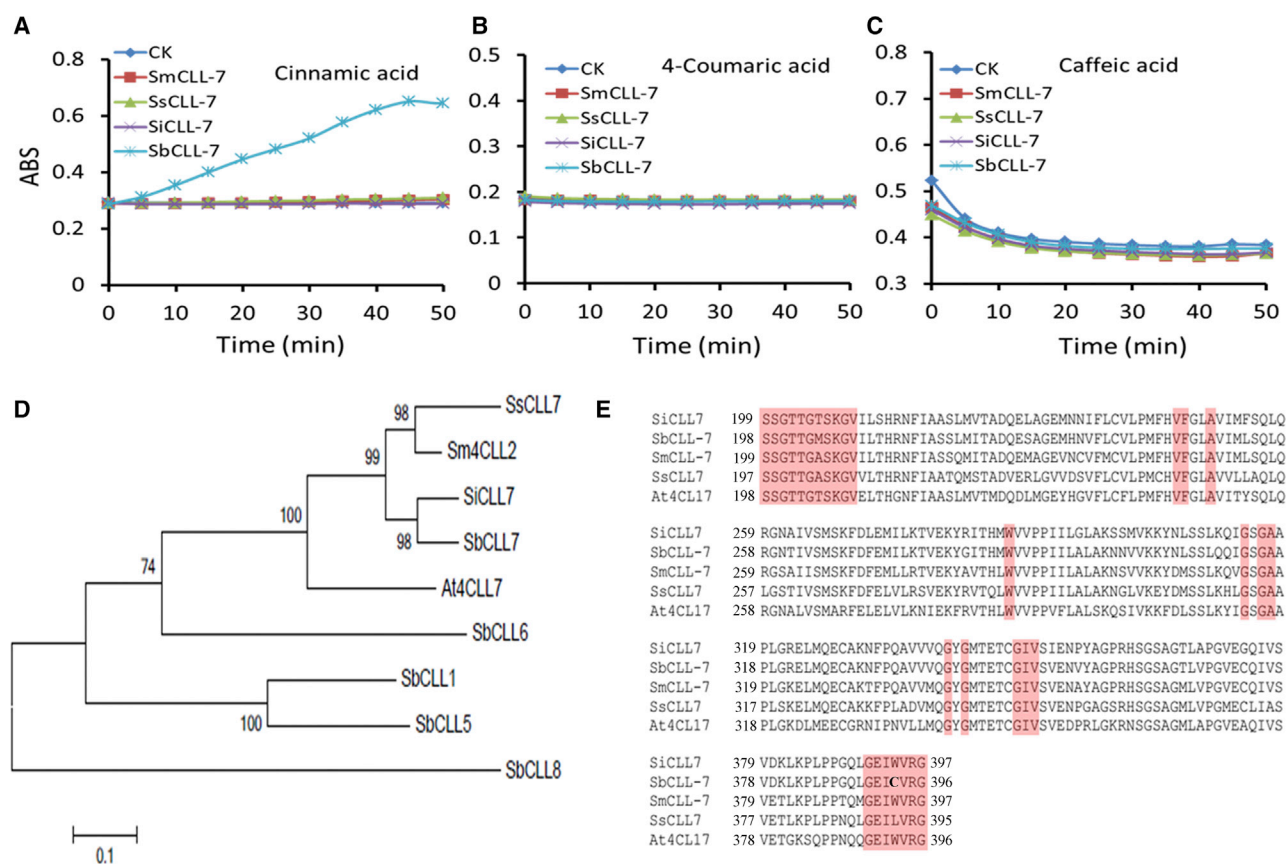 A
0.8
0.6
0.4
0.2
0
ABS
CK
SmCLL-7
SsCLL-7
SiCLL-7
SbCLL-7
Cinnamic acid
0 10 20 30 40 50
Time (min)
B
0.5
0.4
0.3
0.2
0.1
0
CK
SmCLL-7
SsCLL-7
SiCLL-7
SbCLL-7
4-Coumaric acid
0 10 20 30 40 50
Time (min)
C
0.8
0.7
0.6
0.5
0.4
0.3
CK
SmCLL-7
SsCLL-7
SiCLL-7
SbCLL-7
Caffeic acid
0 10 20 30 40 50
Time (min)
D
SsCLL7
98
Sm4CLL2
99
SiCLL7
98
SbCLL7
100
At4CLL7
74
SbCLL6
SbCLL1
100
SbCLL5
SbCLL8
0.1
E
SiCLL7 199 SSGTTGTSKGVILSHRNFIAASLMVTADQELAGEMNNIFLCVLPMFHVFGLAVIMFSQLQ
SbCLL-7 198 SSGTTGMSKGVILTHRNFIASSLMITADQESAGEMHNVFLCVLPMFHVFGLAVIMFSQLQ
SmCLL-7 199 SSGTTGASKGVILTHRNFIASSQMITADQEMAGEVNCVFMCVLPMFHVFGLAVIMLSQLQ
SsCLL7 197 SSGTTGASKGVVLTHRNFIAATQMSTADVERLGVVDSVFLCVLPMCHVFGLAVVLLAQLQ
At4CL17 198 SSGTTGTSKGVELTHGNFIAASLMVTMDQDLMGEYHGVFLCFLPMFHVFGLAVITYSQLQ
SiCLL7 259 RGNAIVSMSKFDLEMILKTVEKYRITHMWVVPPIILGLAKSSMVKKYNLSSLKQIGSGAA
SbCLL-7 258 RGNTIVSMSKFDFEMILKTVEKYGITHMWVVPPIILALAKNNVVKKYNLSSLQQIGSGAA
SmCLL-7 259 RGSAIISMSKFDFEMLLRTVEKYAVTHLWVVPPIILALAKNSVVKKYDMSSLKQVGSGAA
SsCLL7 257 LGSTIVSMSKFDFELVLRSVEKYRVTQLWVVPPIILALAKNGLVKEYDMSSLKHLGSGAA
At4CL17 258 RGNALVSMARFELELVLKNIEKFRVTHLWVVPPVFLALSKQSIVKKFDLSSLKYIGSGAA
SiCLL7 319 PLGRELMQECAKNFPQAVVVQGYGMTETCGIVSIENPYAGPRHSGSAGTLAPGVEGQIVS
SbCLL-7 318 PLGKELMQECAKNFPQAVVVQGYGMTETCGIVSVENVYAGPRHSGSAGTLAPGVEGQIVS
SmCLL-7 319 PLGKELMQECAKTFPQAVVMQGYGMTETCGIVSVENAYAGPRHSGSAGMLVPGVECQIVS
SsCLL7 317 PLSKELMQECAKKFPLADVMQGYGMTETCGIVSVENPGAGSRHSGSAGMLVPGMECLIAS
At4CL17 318 PLGKDLMEECGRNIPNVLLMQGYGMTETCGIVSVEDPRLGKRNSGSAGMLAPGVEAQIVS
SiCLL7 379 VDKLKPLPPGQLGEIWVRG 397
SbCLL-7 378 VDKLKPLPPGQLGEICVRG 396
SmCLL-7 379 VETLKPLPPTQMGEIWVRG 397
SsCLL7 377 VETLKPLPPNQLGEILVRG 395
At4CL17 378 VETGKSQPPNQQGEIWVRG 396